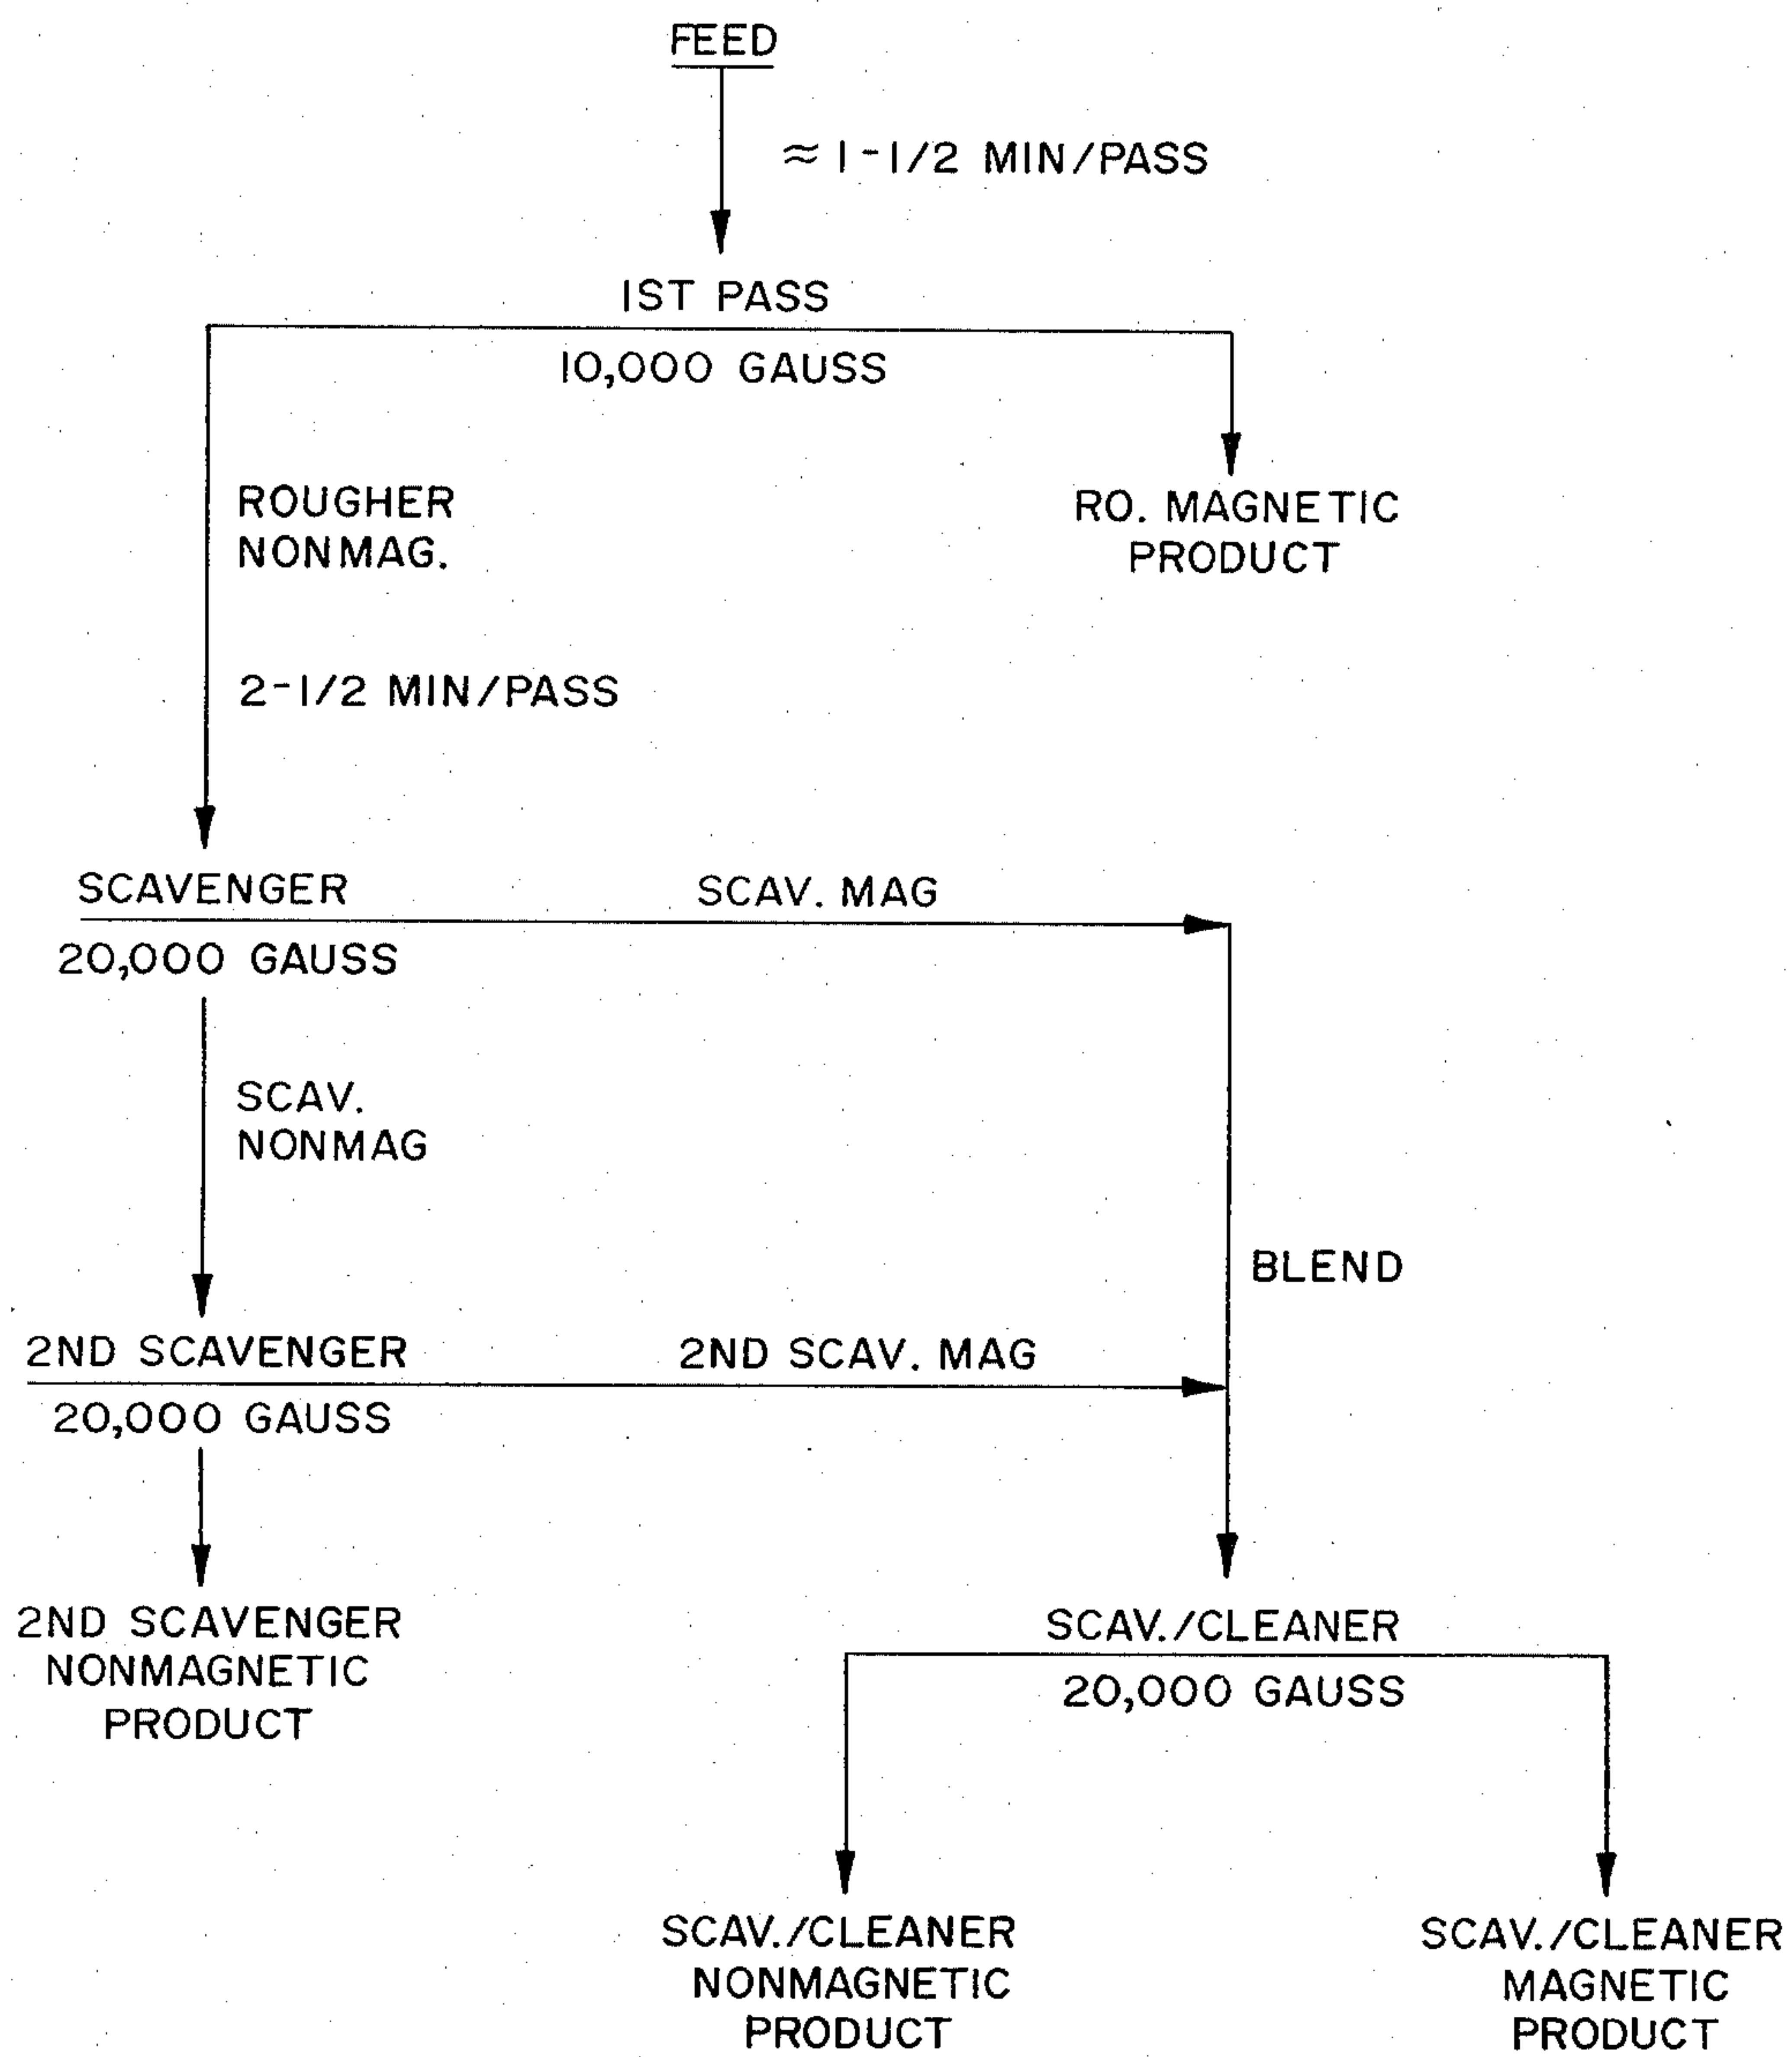 FEED
≈ 1-1/2 MIN/PASS
1ST PASS
10,000 GAUSS
ROUGHER
NONMAG.
RO. MAGNETIC
PRODUCT
2-1/2 MIN/PASS
SCAVENGER
SCAV. MAG
20,000 GAUSS
SCAV.
NONMAG
BLEND
2ND SCAVENGER
2ND SCAV. MAG
20,000 GAUSS
2ND SCAVENGER
NONMAGNETIC
PRODUCT
SCAV./CLEANER
20,000 GAUSS
SCAV./CLEANER
NONMAGNETIC
PRODUCT
SCAV./CLEANER
MAGNETIC
PRODUCT